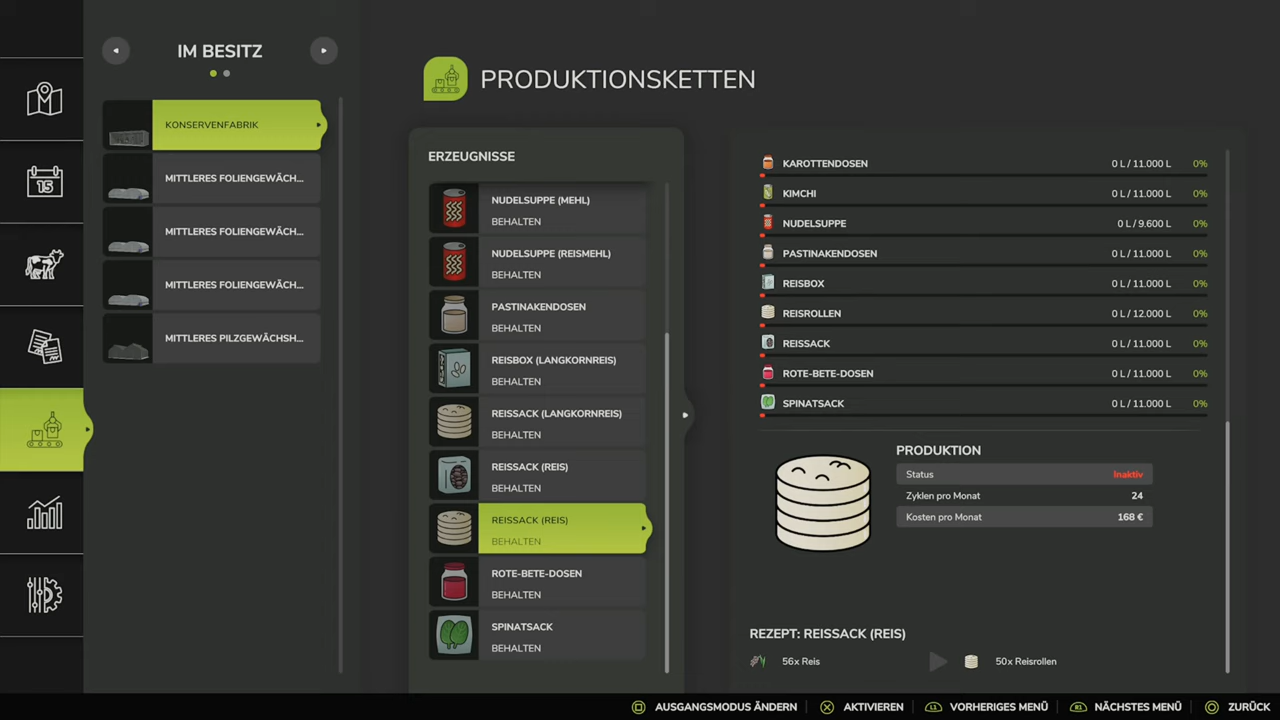 IM BESITZ
KONSERVENFABRIK
MITTLERES FOLIENGEWÄCH...
MITTLERES FOLIENGEWÄCH...
MITTLERES FOLIENGEWÄCH...
MITTLERES PILZGEWÄCHSH...
15
PRODUKTIONSKETTEN
ERZEUGNISSE
NUDELSUPPE (MEHL)
BEHALTEN
NUDELSUPPE (REISMEHL)
BEHALTEN
PASTINAKENDOSEN
BEHALTEN
REISBOX (LANGKORNREIS)
BEHALTEN
REISSACK (LANGKORNREIS)
BEHALTEN
REISSACK (REIS)
BEHALTEN
REISSACK (REIS)
BEHALTEN
ROTE-BETE-DOSEN
BEHALTEN
SPINATSACK
BEHALTEN
KAROTTENDOSEN 0 L / 11.000 L 0%
KIMCHI 0 L / 11.000 L 0%
NUDELSUPPE 0 L / 9.600 L 0%
PASTINAKENDOSEN 0 L / 11.000 L 0%
REISBOX 0 L / 11.000 L 0%
REISROLLEN 0 L / 12.000 L 0%
REISSACK 0 L / 11.000 L 0%
ROTE-BETE-DOSEN 0 L / 11.000 L 0%
SPINATSACK 0 L / 11.000 L 0%
PRODUKTION
Status Inaktiv
Zyklen pro Monat 24
Kosten pro Monat 168 €
REZEPT: REISSACK (REIS)
56x Reis 50x Reisrollen
AUSGANGSMODUS ÄNDERN AKTIVIEREN L1 VORHERIGES MENÜ R1 NÄCHSTES MENÜ ZURÜCK